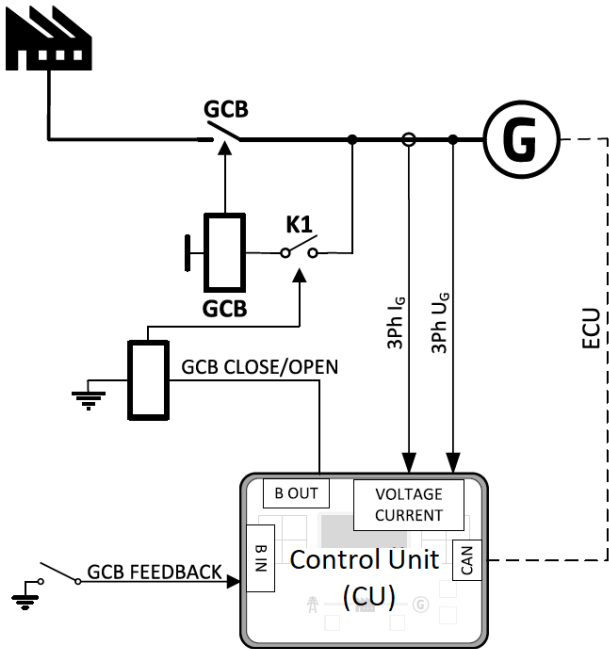 GCB
G
K1
GCB
3Ph IG
3Ph UG
ECU
GCB CLOSE/OPEN
B OUT
VOLTAGE
CURRENT
B IN
Control Unit
(CU)
CAN
GCB FEEDBACK
G